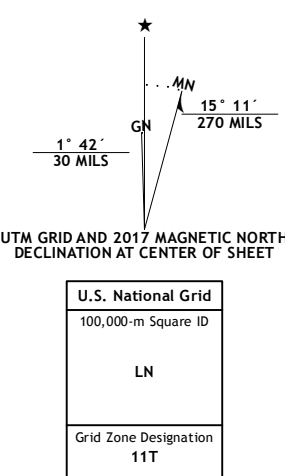 ★
MN
15° 11´
270 MILS
GN
1° 42´
30 MILS
UTM GRID AND 2017 MAGNETIC NORTH
DECLINATION AT CENTER OF SHEET
U.S. National Grid
100,000-m Square ID
LN
Grid Zone Designation
11T